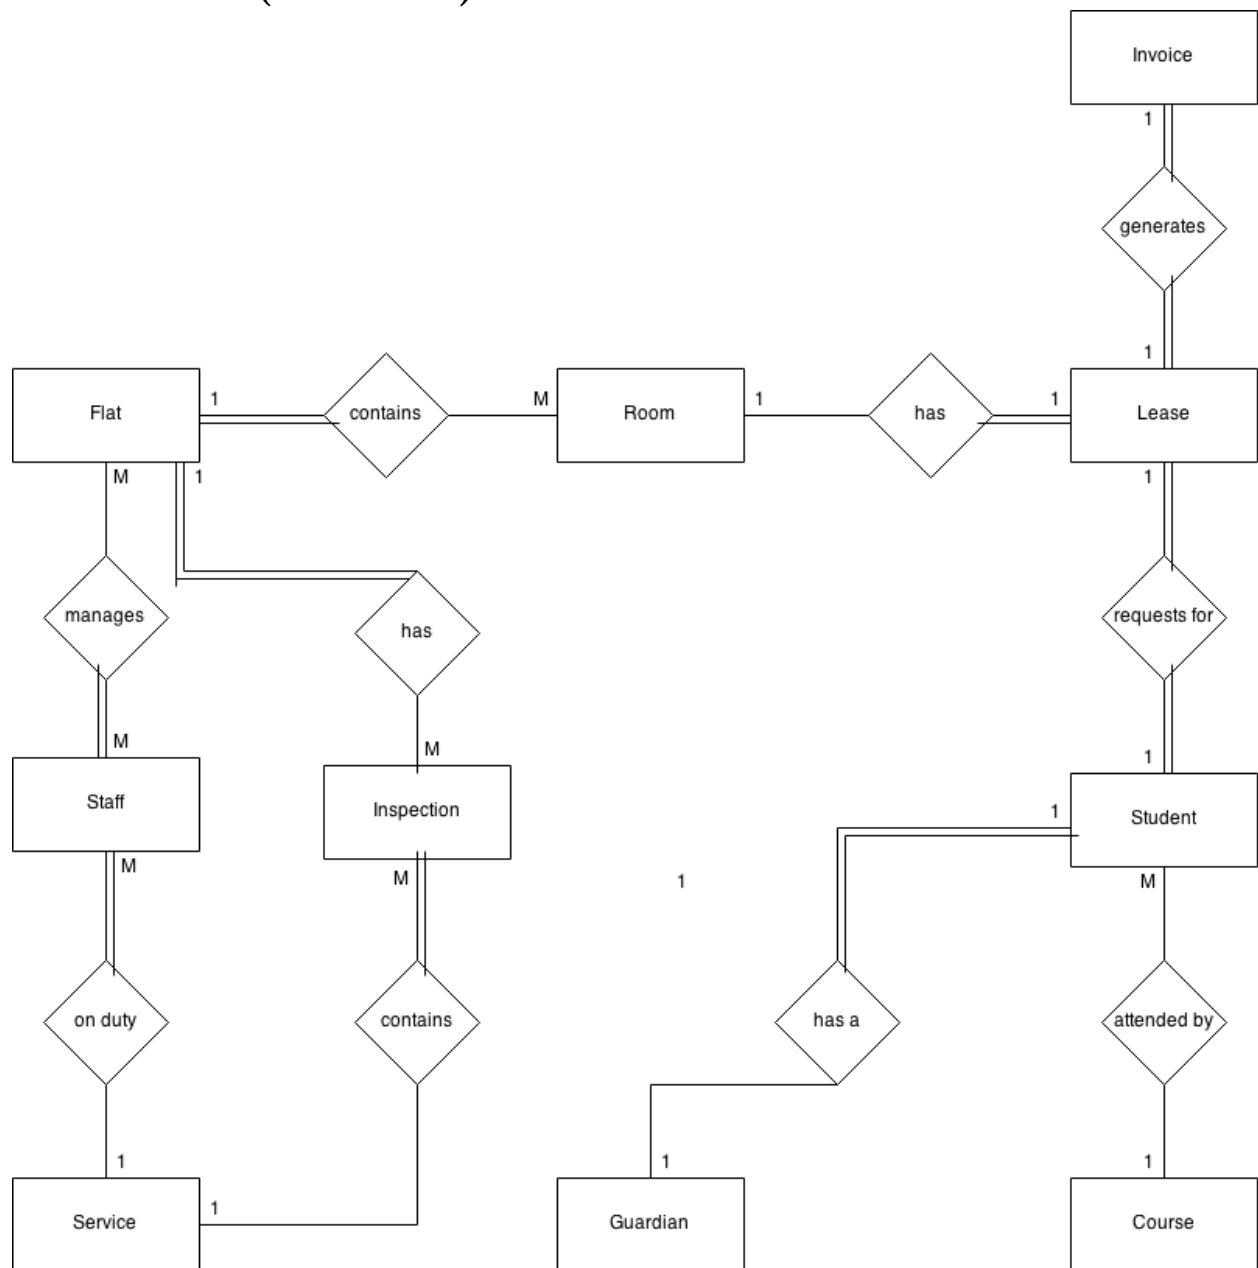 ( )
Invoice
1
generates
1
Flat
1
contains
M
Room
1
has
1
Lease
M
1
1
manages
has
requests for
M
M
1
Staff
Inspection
1
Student
M
M
1
M
on duty
contains
has a
attended by
1
1
1
1
Service
Guardian
Course